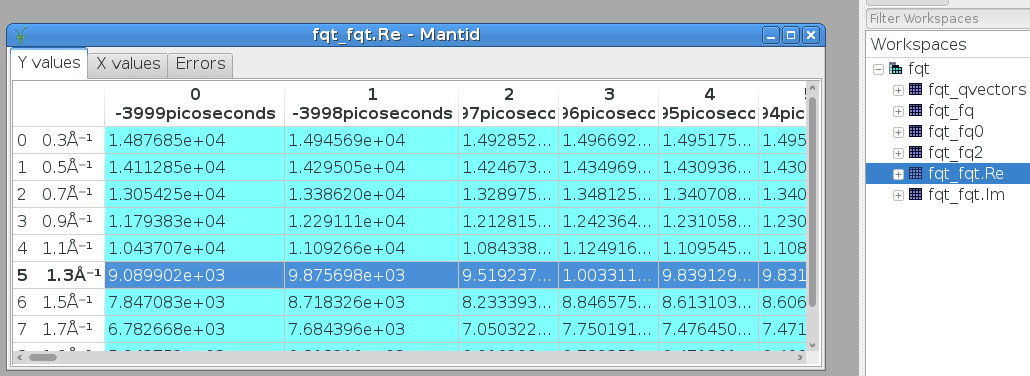 fqt_fqt.Re - Mantid
Y values X values Errors
0 1 2 3 4
-3999picoseconds -3998picoseconds 97picosecc 96picosecc 95picosecc 94pico
0 0.3Å⁻¹ 1.487685e+04 1.494569e+04 1.492852... 1.496692... 1.495175... 1.495
1 0.5Å⁻¹ 1.411285e+04 1.429505e+04 1.424673... 1.434969... 1.430936... 1.430
2 0.7Å⁻¹ 1.305425e+04 1.338620e+04 1.328975... 1.348125... 1.340708... 1.340
3 0.9Å⁻¹ 1.179383e+04 1.229111e+04 1.212815... 1.242364... 1.231058... 1.230
4 1.1Å⁻¹ 1.043707e+04 1.109266e+04 1.084338... 1.124916... 1.109545... 1.108
5 1.3Å⁻¹ 9.089902e+03 9.875698e+03 9.519237... 1.003311... 9.839129... 9.831
6 1.5Å⁻¹ 7.847083e+03 8.718326e+03 8.233393... 8.846575... 8.613103... 8.606
7 1.7Å⁻¹ 6.782668e+03 7.684396e+03 7.050322... 7.750191... 7.476450... 7.471
Filter Workspaces
Workspaces
fqt
fqt_qvectors
fqt_fq
fqt_fq0
fqt_fq2
fqt_fqt.Re
fqt_fqt.Im